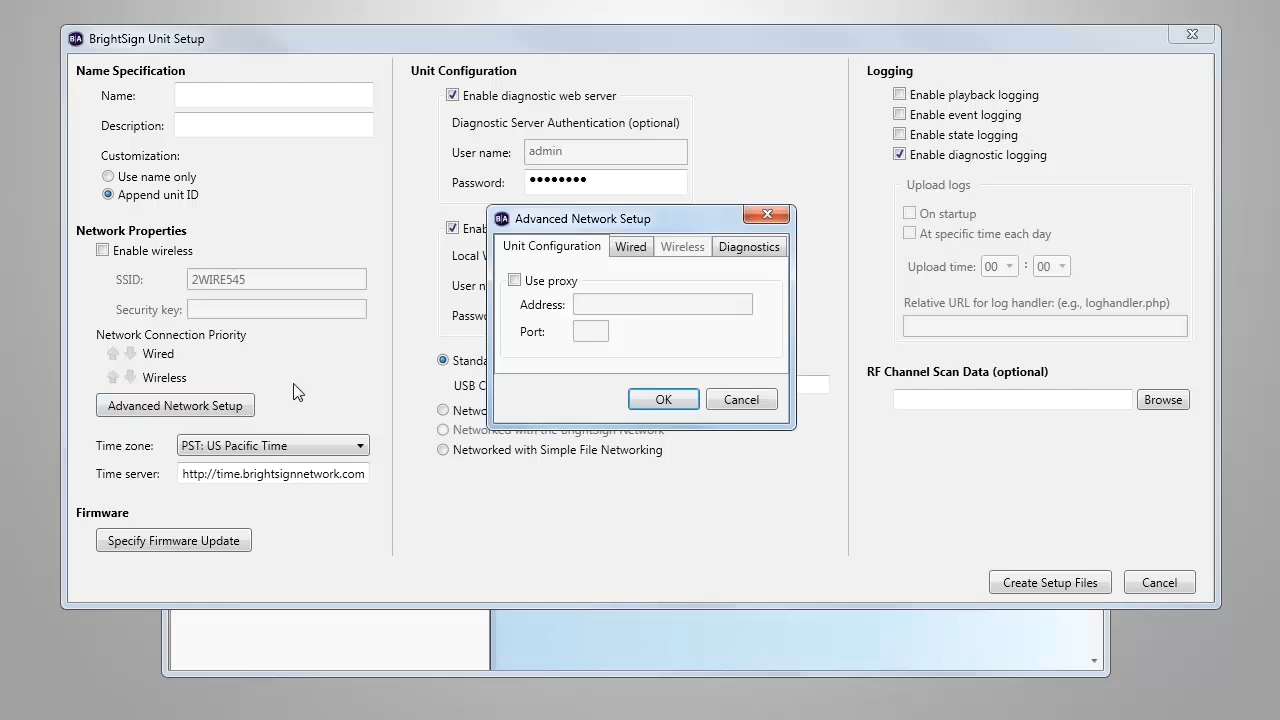 BrightSign Unit Setup
Name Specification
Name:
Description:
Customization:
Use name only
Append unit ID
Network Properties
Enable wireless
SSID: 2WIRE545
Security key:
Network Connection Priority
Wired
Wireless
Advanced Network Setup
Time zone: PST: US Pacific Time
Time server: http://time.brightsignnetwork.com
Firmware
Specify Firmware Update
Unit Configuration
Enable diagnostic web server
Diagnostic Server Authentication (optional)
User name: admin
Password: ●●●●●●●●
Local
Networked with Simple File Networking
Advanced Network Setup
Unit Configuration Wired Wireless Diagnostics
Use proxy
Address:
Port:
OK Cancel
Logging
Enable playback logging
Enable event logging
Enable state logging
Enable diagnostic logging
Upload logs
On startup
At specific time each day
Upload time: 00 : 00
Relative URL for log handler: (e.g., loghandler.php)
RF Channel Scan Data (optional)
Browse
Create Setup Files Cancel